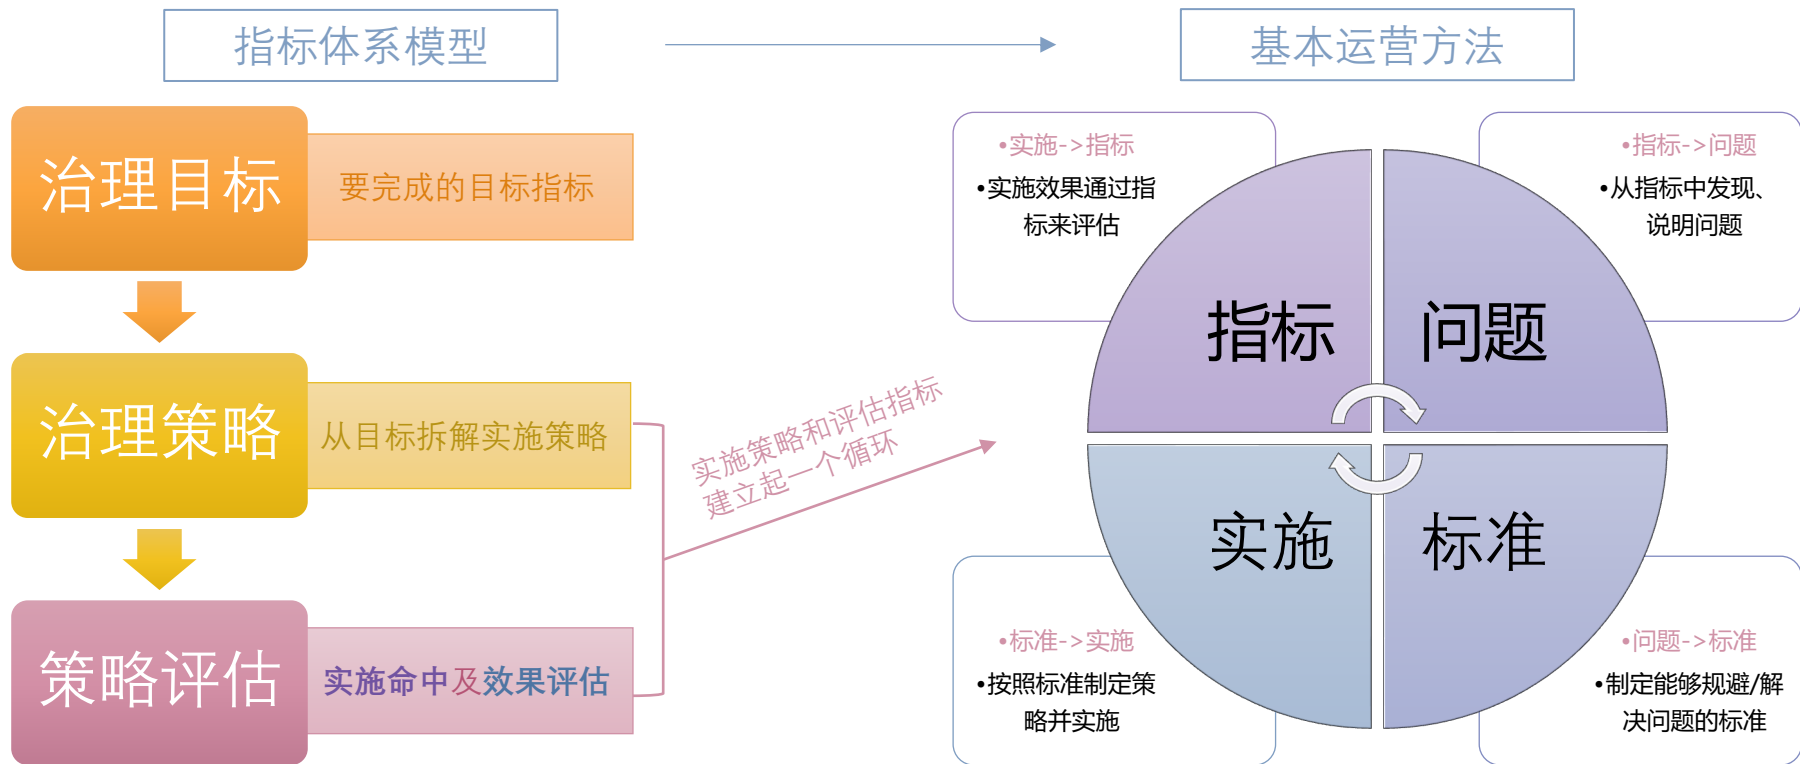 指标体系模型
基本运营方法
治理目标
要完成的目标指标
治理策略
从目标拆解实施策略
策略评估
实施命中及效果评估
实施策略和评估指标
建立起一个循环
•实施->指标
•实施效果通过指
标来评估
•指标->问题
•从指标中发现、
说明问题
指标
问题
实施
标准
•标准->实施
•按照标准制定策
略并实施
•问题->标准
•制定能够规避/解
决问题的标准